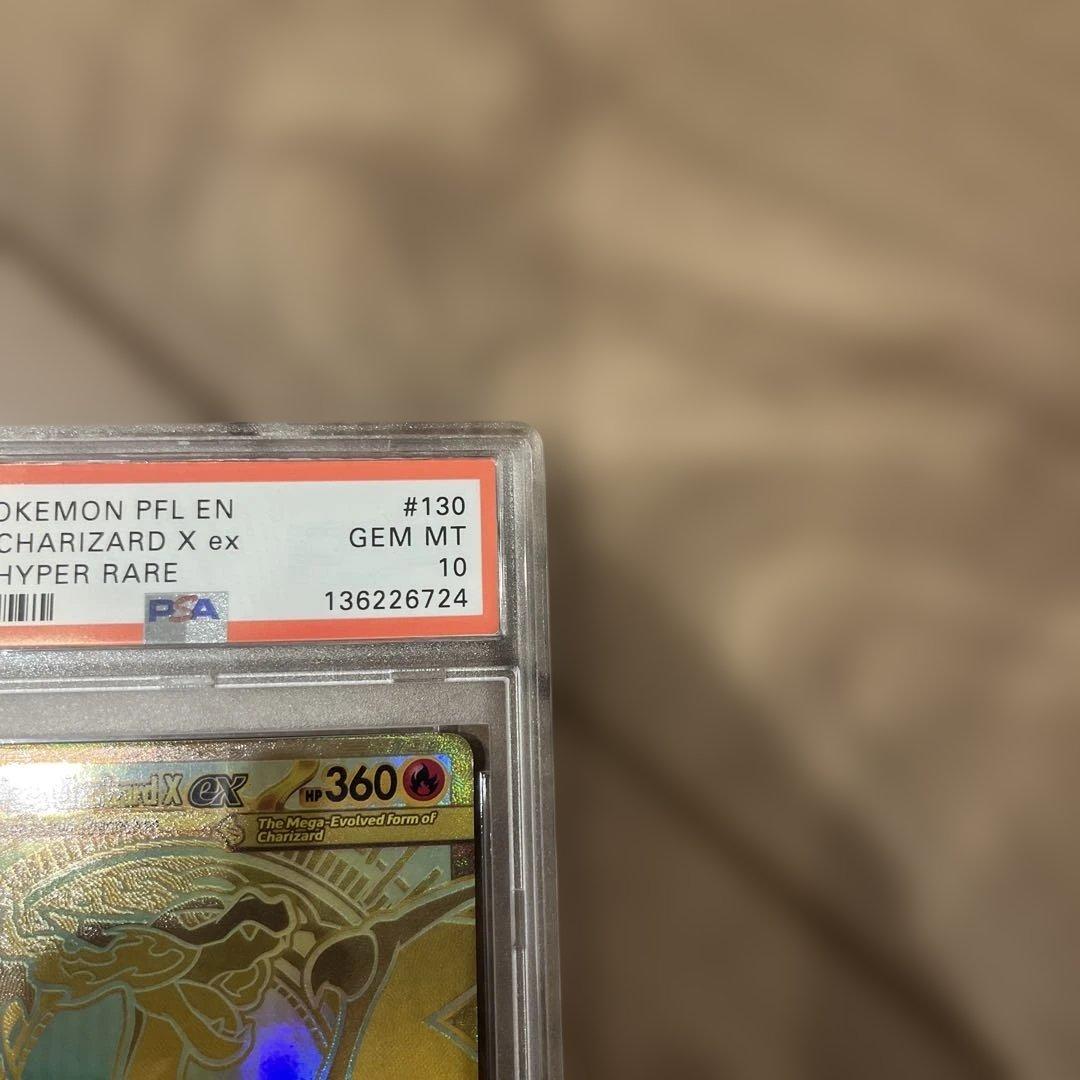 OKEMON PFL EN #130
CHARIZARD X ex GEM MT
HYPER RARE 10
PSA 136226724
izard X ex HP 360
The Mega-Evolved form of
Charizard